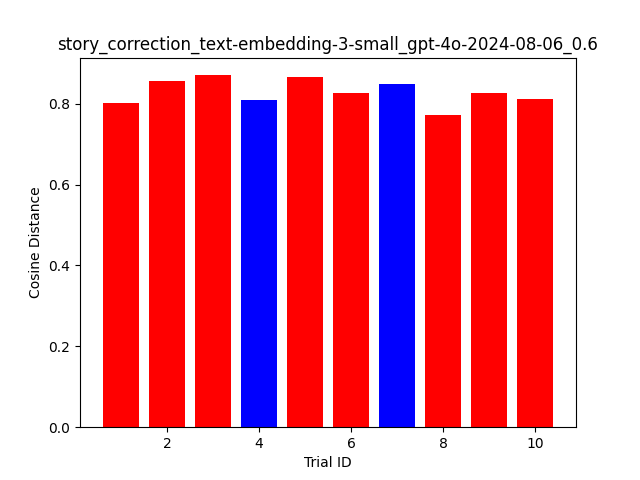 story_correction_text-embedding-3-small_gpt-4o-2024-08-06_0.6
Cosine Distance
0.8
0.6
0.4
0.2
0.0
2 4 6 8 10
Trial ID